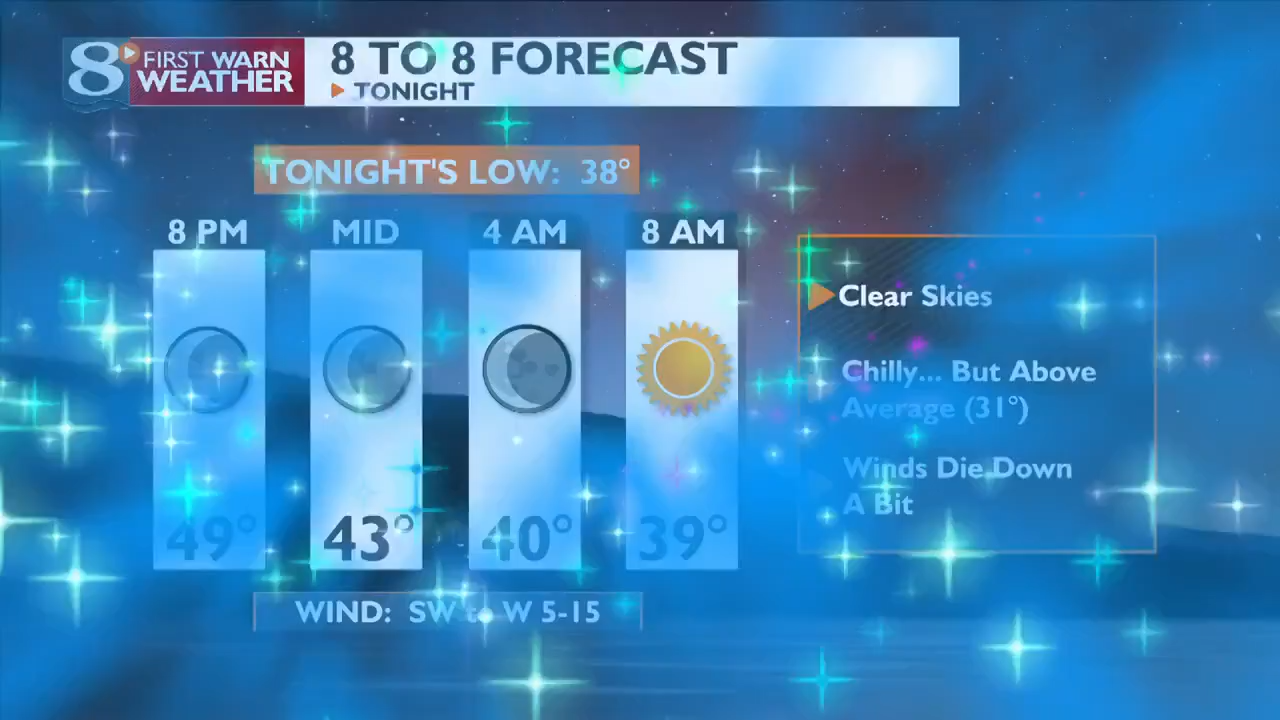 8 FIRST WARN
WEATHER
8 TO 8 FORECAST
TONIGHT
TONIGHT'S LOW: 38°
8 PM MID 4 AM 8 AM
49° 43° 40° 39°
WIND: SW to W 5-15
Clear Skies
Chilly... But Above
Average (31°)
Winds Die Down
A Bit